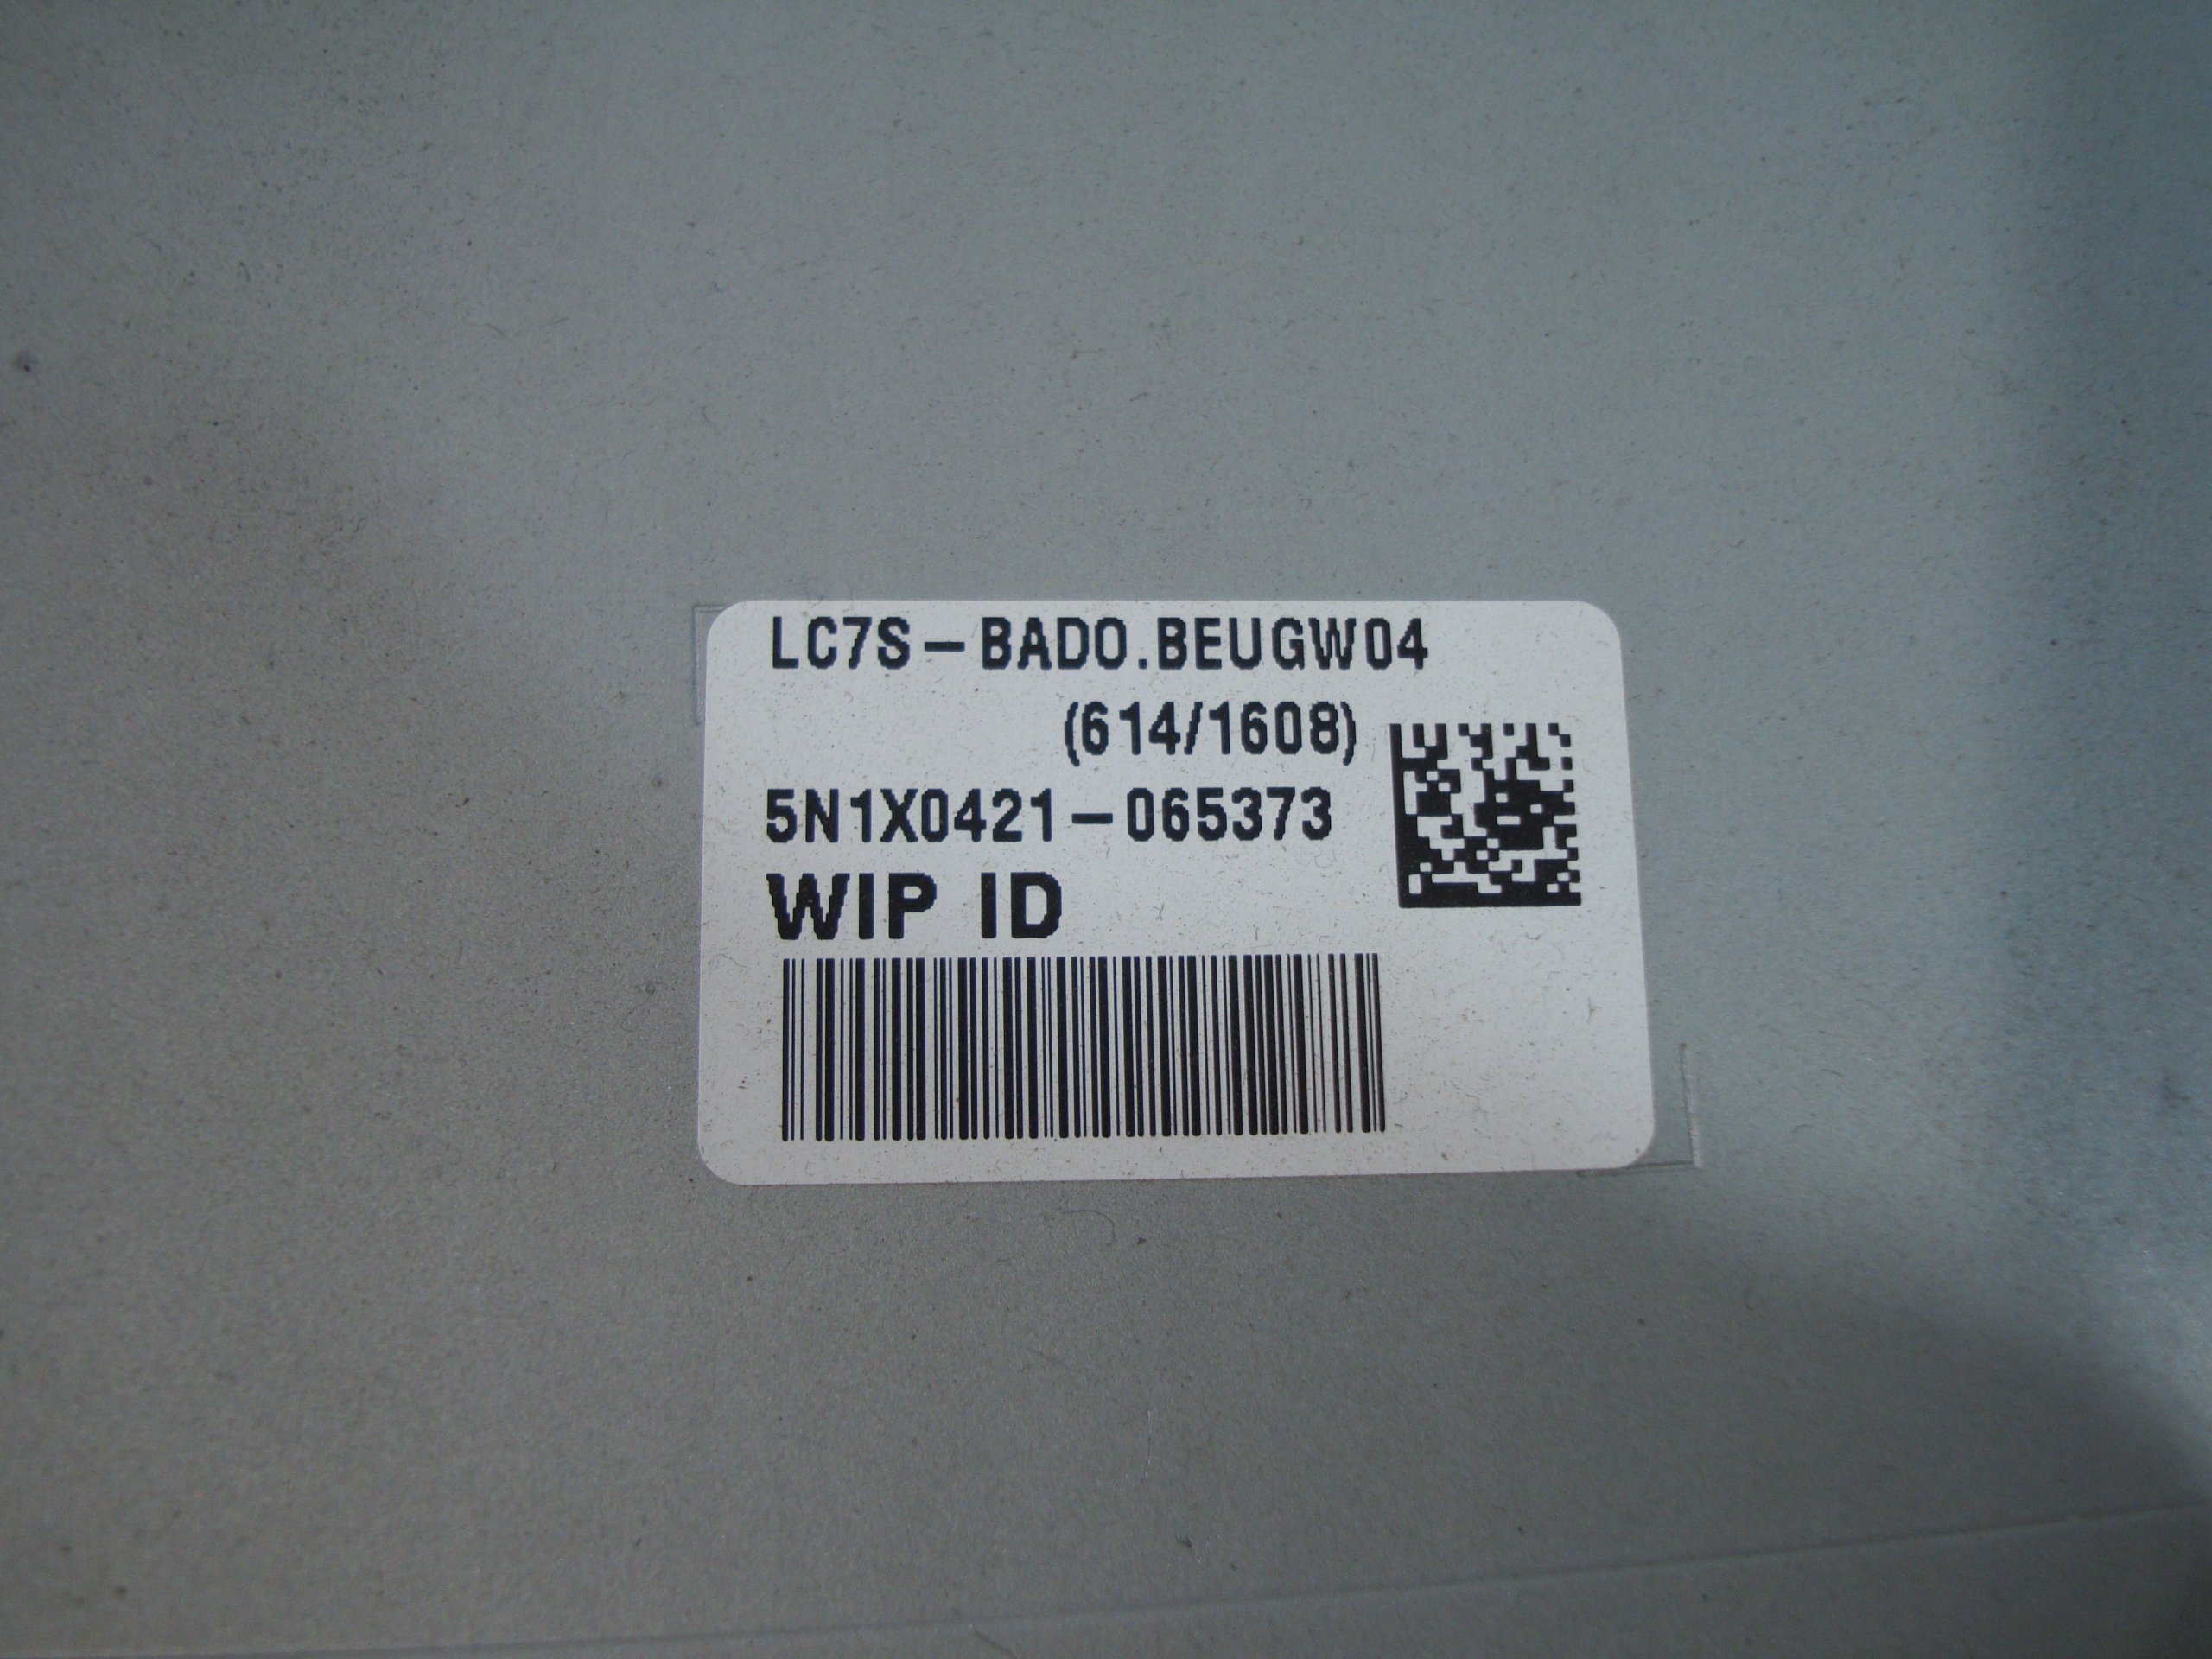 LC7S-BADO.BEUGW04
(614/1608)
5N1X0421-065373
WIP ID